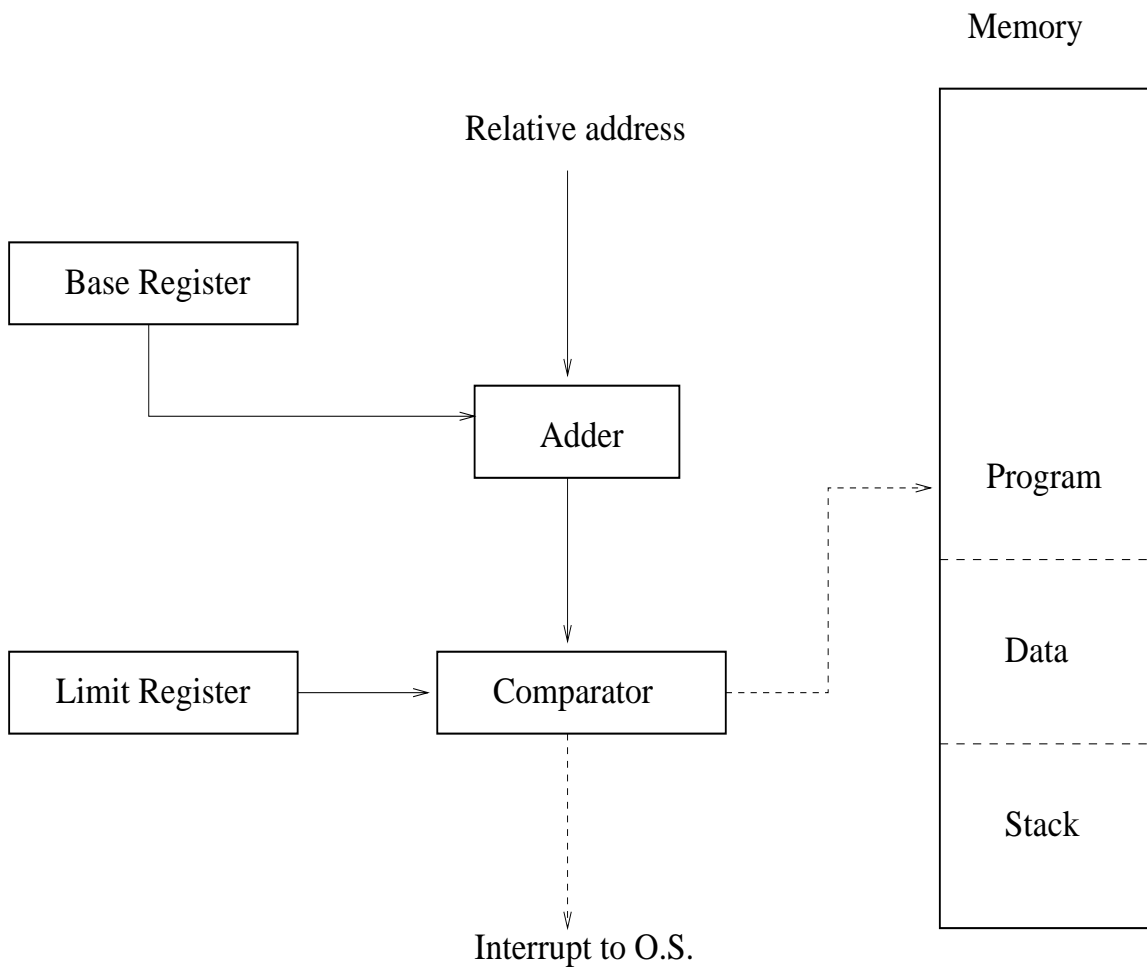 Memory
Relative address
Base Register
Adder
Program
Data
Limit Register
Comparator
Stack
Interrupt to O.S.